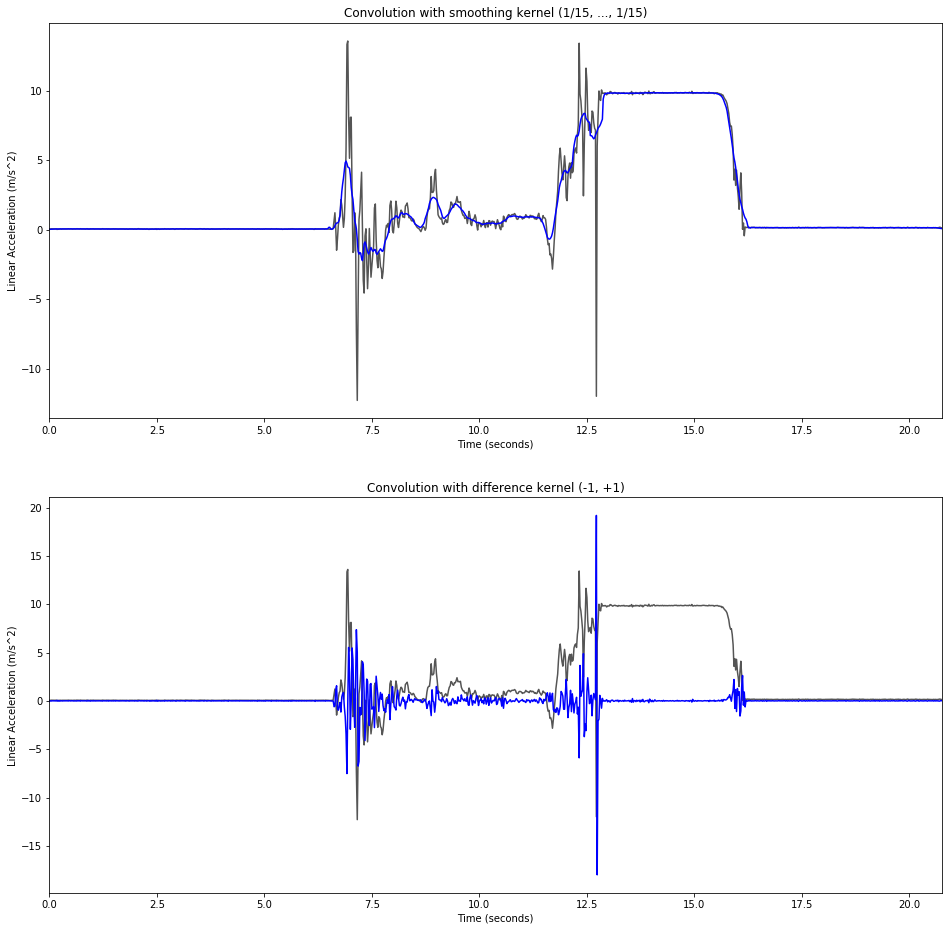 Convolution with smoothing kernel (1/15, ..., 1/15)
Linear Acceleration (m/s^2)
10
5
0
−5
−10
0.0 2.5 5.0 7.5 10.0 12.5 15.0 17.5 20.0
Time (seconds)
Convolution with difference kernel (-1, +1)
Linear Acceleration (m/s^2)
20
15
10
5
0
−5
−10
−15
0.0 2.5 5.0 7.5 10.0 12.5 15.0 17.5 20.0
Time (seconds)